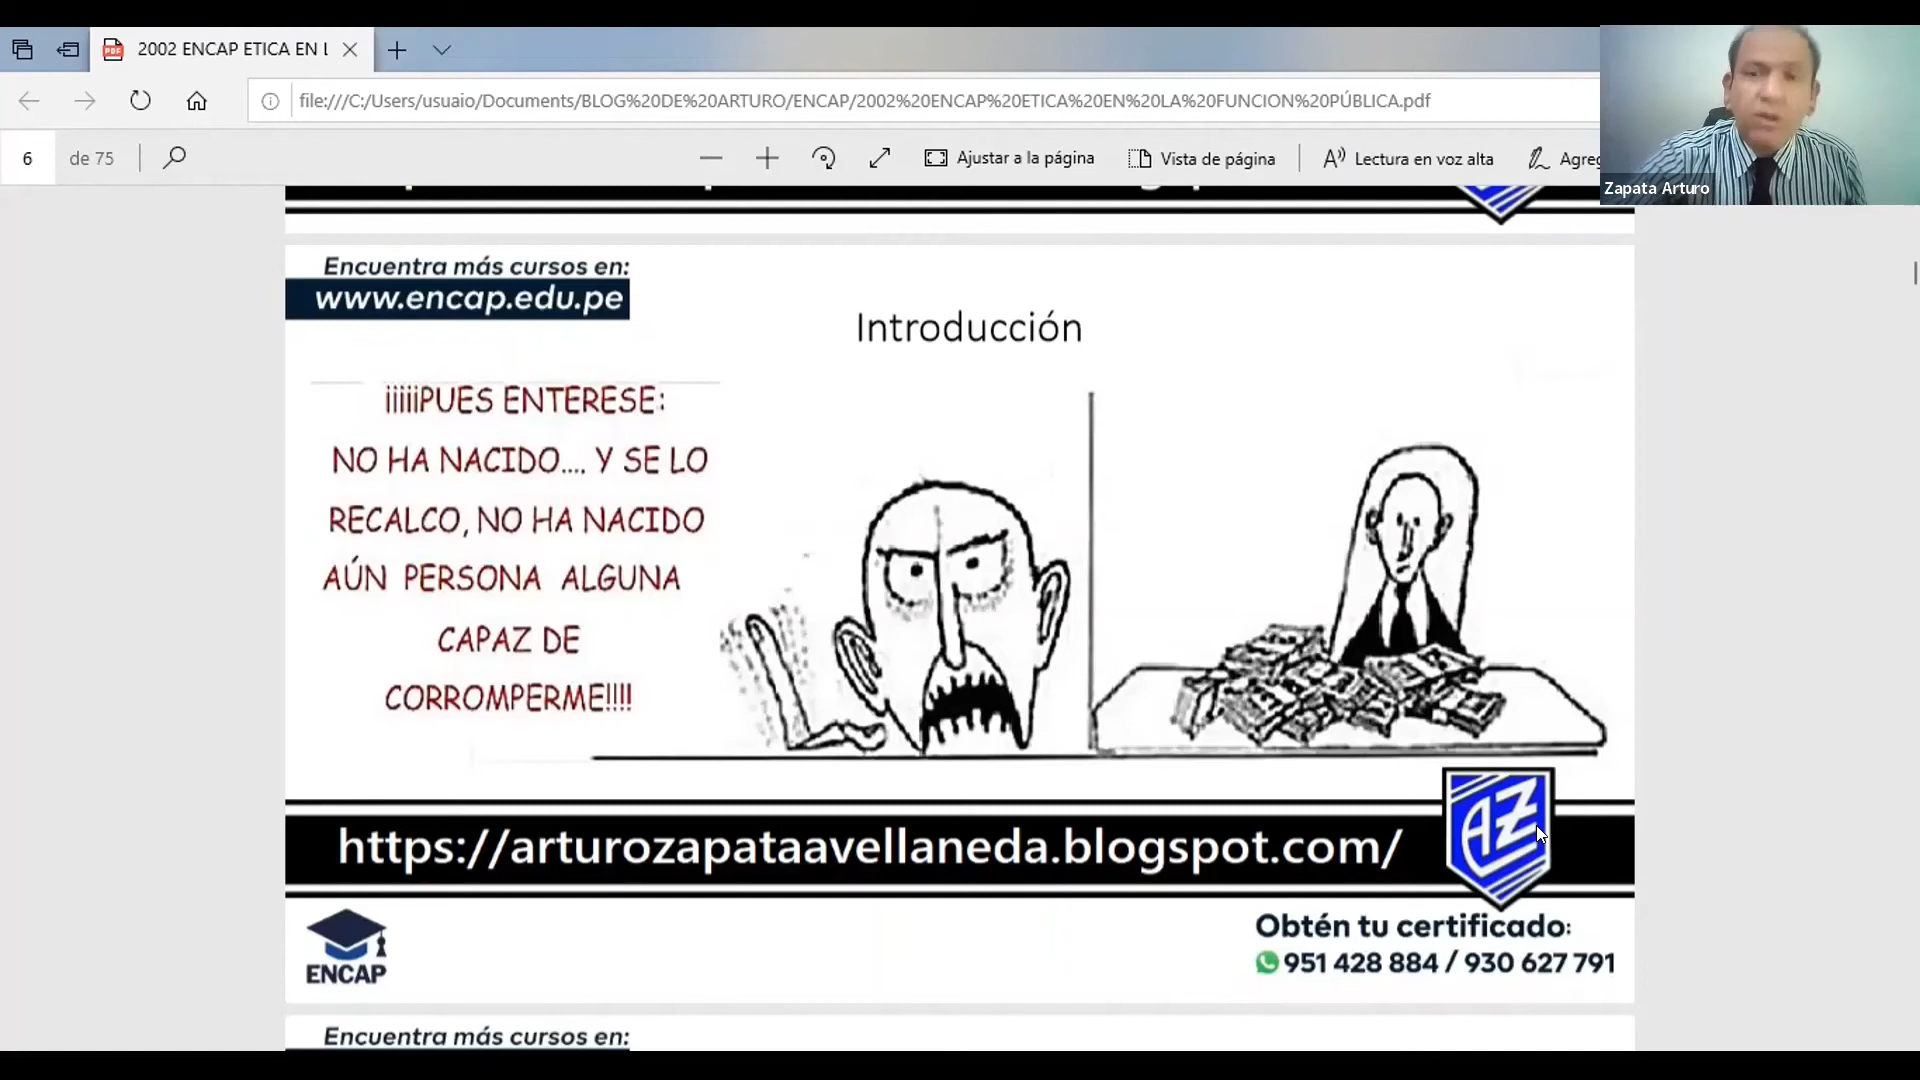 2002 ENCAP ETICA EN L
file:///C:/Users/usuaio/Documents/BLOG%20DE%20ARTURO/ENCAP/2002%20ENCAP%20ETICA%20EN%20LA%20FUNCION%20PÚBLICA.pdf
6 de 75
Ajustar a la página
Vista de página
Lectura en voz alta
Agreg
Zapata Arturo
Encuentra más cursos en:
www.encap.edu.pe
Introducción
¡¡¡¡¡PUES ENTERESE:
NO HA NACIDO.... Y SE LO
RECALCO, NO HA NACIDO
AÚN PERSONA ALGUNA
CAPAZ DE
CORROMPERME!!!!
https://arturozapataavellaneda.blogspot.com/
AZ
ENCAP
Obtén tu certificado:
951 428 884 / 930 627 791
Encuentra más cursos en: